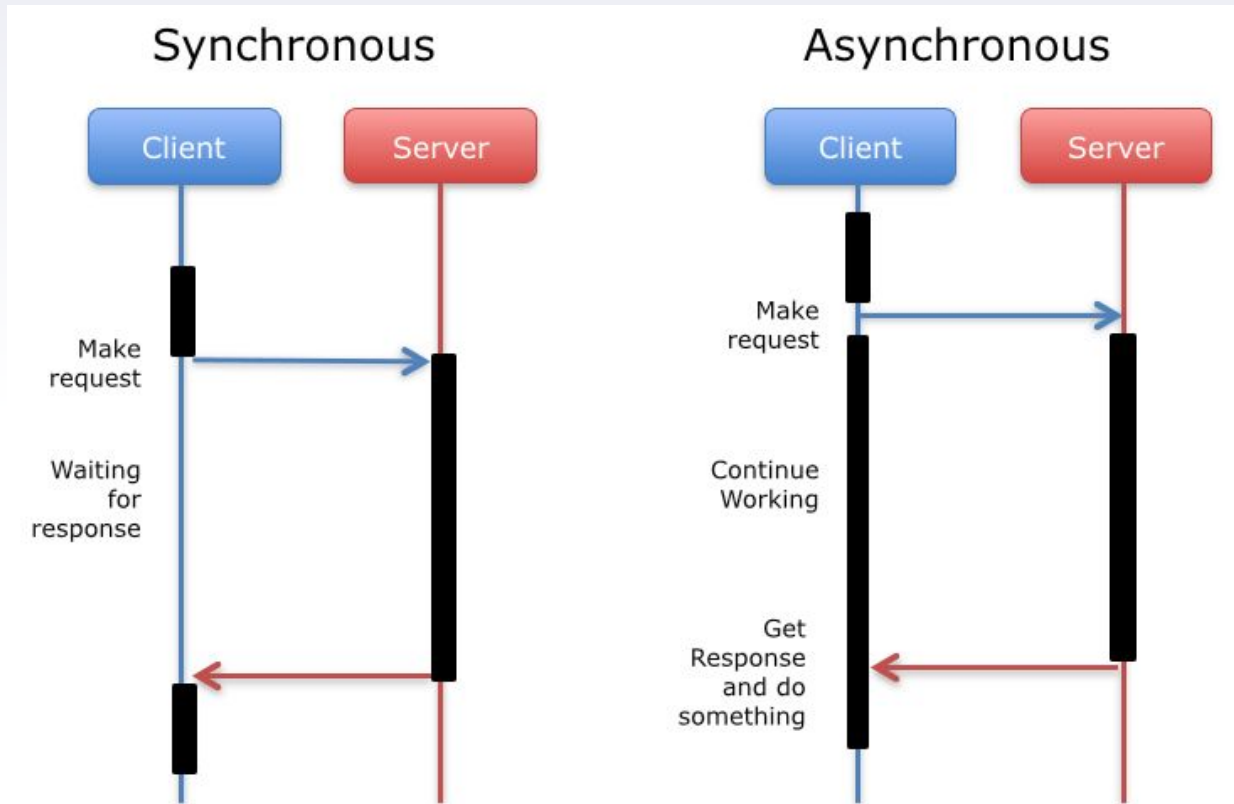 Synchronous
Client
Server
Make
request
Waiting
for
response
Asynchronous
Client
Server
Make
request
Continue
Working
Get
Response
and do
something